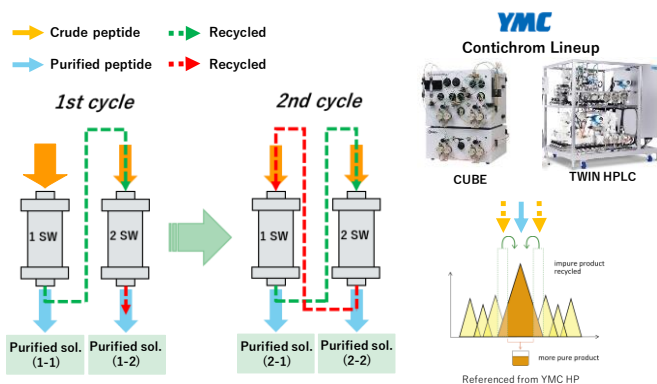 Crude peptide
Recycled
Purified peptide
Recycled
1st cycle
2nd cycle
1 SW
2 SW
1 SW
2 SW
Purified sol.
(1-1)
Purified sol.
(1-2)
Purified sol.
(2-1)
Purified sol.
(2-2)
YMC
Contichrom Lineup
CUBE
TWIN HPLC
impure product
recycled
more pure product
Referenced from YMC HP